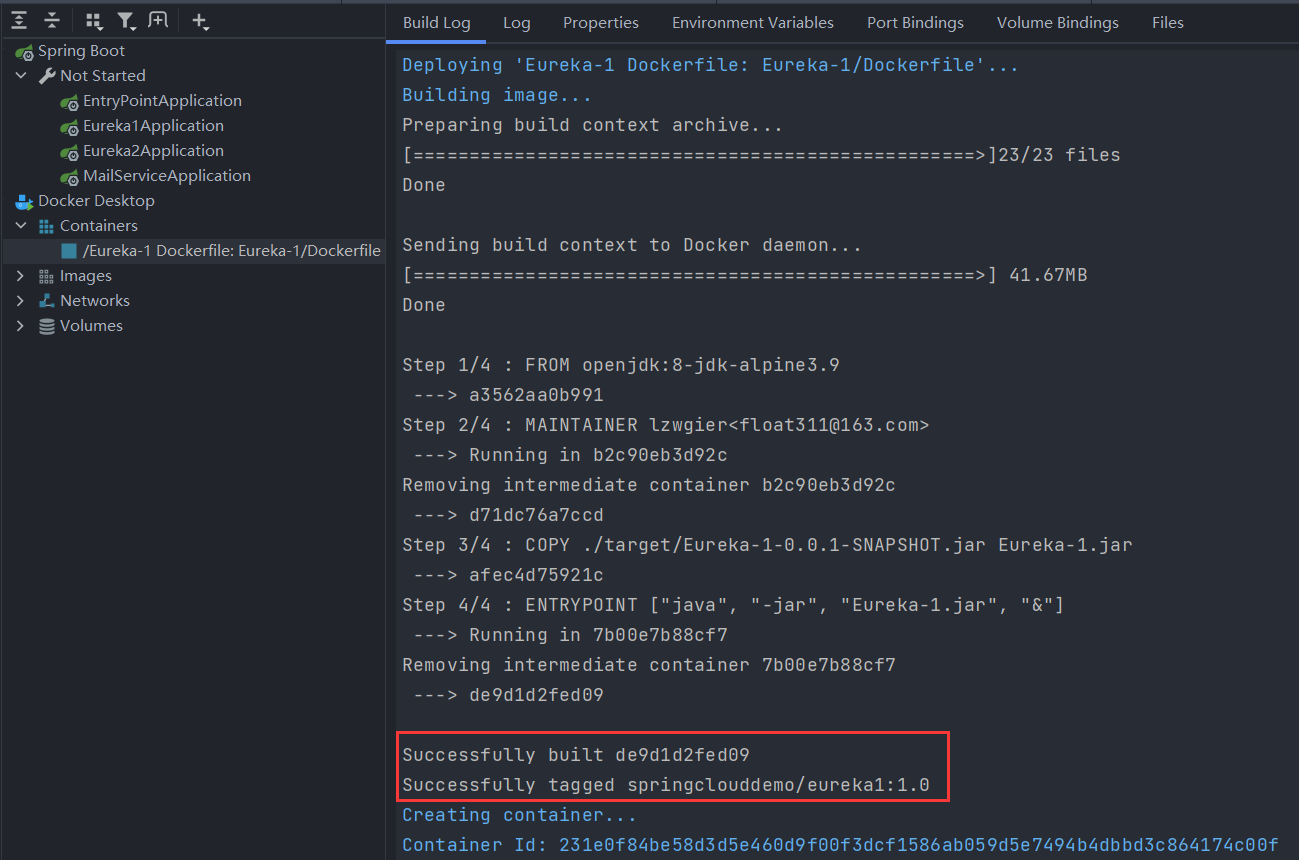 Spring Boot
Not Started
EntryPointApplication
Eureka1Application
Eureka2Application
MailServiceApplication
Docker Desktop
Containers
/Eureka-1 Dockerfile: Eureka-1/Dockerfile
Images
Networks
Volumes
Build Log Log Properties Environment Variables Port Bindings Volume Bindings Files
Deploying 'Eureka-1 Dockerfile: Eureka-1/Dockerfile'...
Building image...
Preparing build context archive...
[==================================================>]23/23 files
Done
Sending build context to Docker daemon...
[==================================================>] 41.67MB
Done
Step 1/4 : FROM openjdk:8-jdk-alpine3.9
---> a3562aa0b991
Step 2/4 : MAINTAINER lzwgier<float311@163.com>
---> Running in b2c90eb3d92c
Removing intermediate container b2c90eb3d92c
---> d71dc76a7ccd
Step 3/4 : COPY ./target/Eureka-1-0.0.1-SNAPSHOT.jar Eureka-1.jar
---> afec4d75921c
Step 4/4 : ENTRYPOINT ["java", "-jar", "Eureka-1.jar", "&"]
---> Running in 7b00e7b88cf7
Removing intermediate container 7b00e7b88cf7
---> de9d1d2fed09
Successfully built de9d1d2fed09
Successfully tagged springclouddemo/eureka1:1.0
Creating container...
Container Id: 231e0f84be58d3d5e460d9f00f3dcf1586ab059d5e7494b4dbbd3c864174c00f